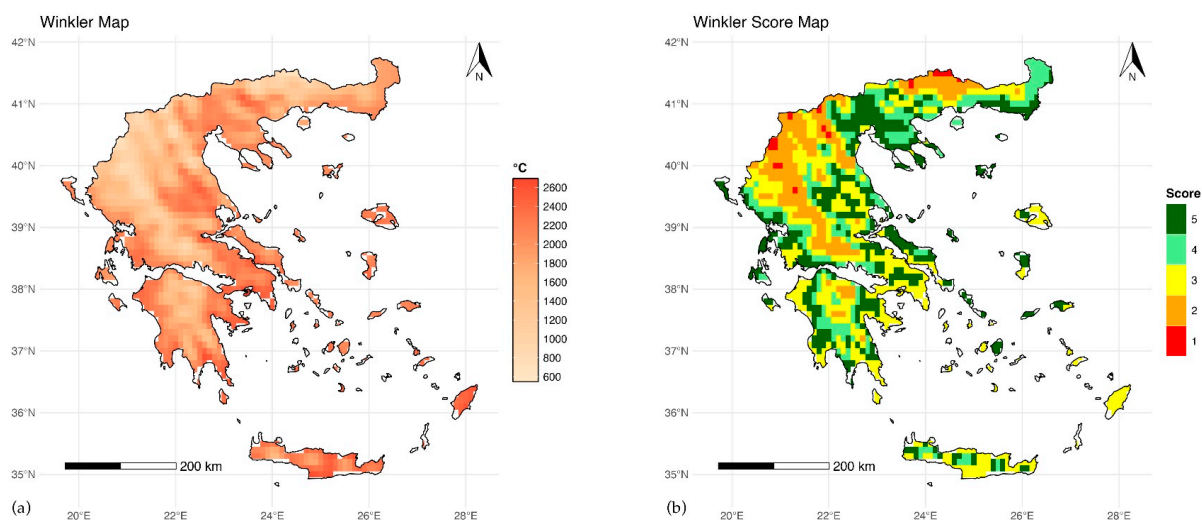 Winkler Map
42°N
41°N
40°N
39°N
38°N
37°N
36°N
35°N
N
°C
2600
2400
2200
2000
1800
1600
1400
1200
1000
800
600
200 km
20°E
22°E
24°E
26°E
28°E
(a)
Winkler Score Map
42°N
41°N
40°N
39°N
38°N
37°N
36°N
35°N
N
Score
5
4
3
2
1
200 km
20°E
22°E
24°E
26°E
28°E
(b)